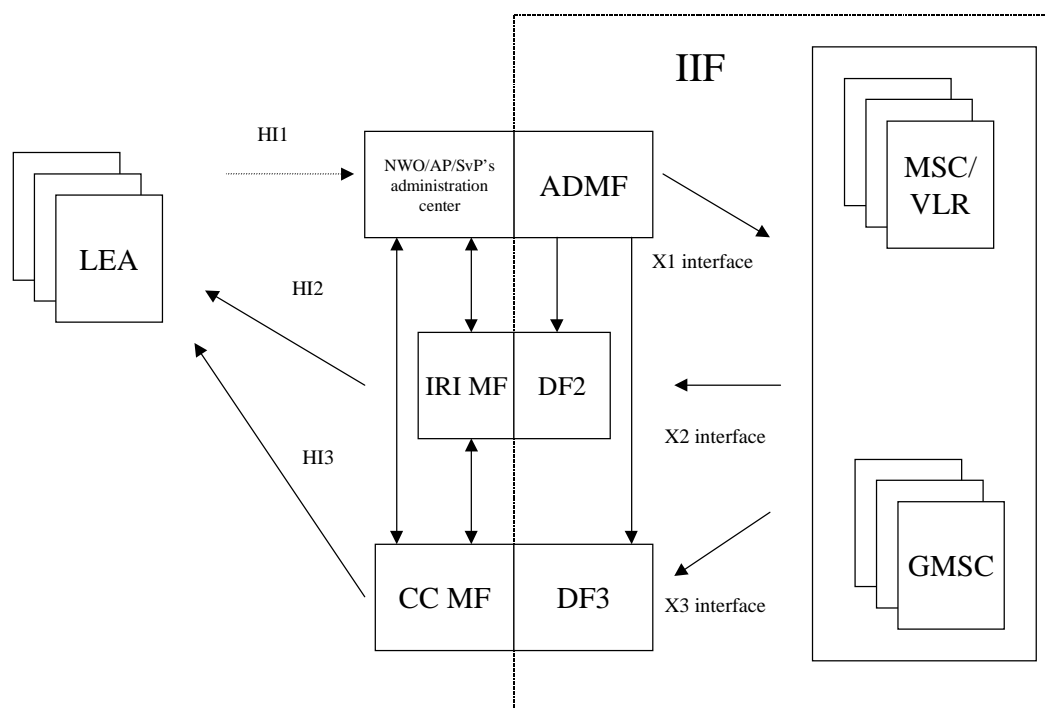 IIF
HI1
NWO/AP/SvP's
administration
center
ADMF
MSC/
VLR
LEA
X1 interface
HI2
IRI MF
DF2
X2 interface
HI3
GMSC
CC MF
DF3
X3 interface